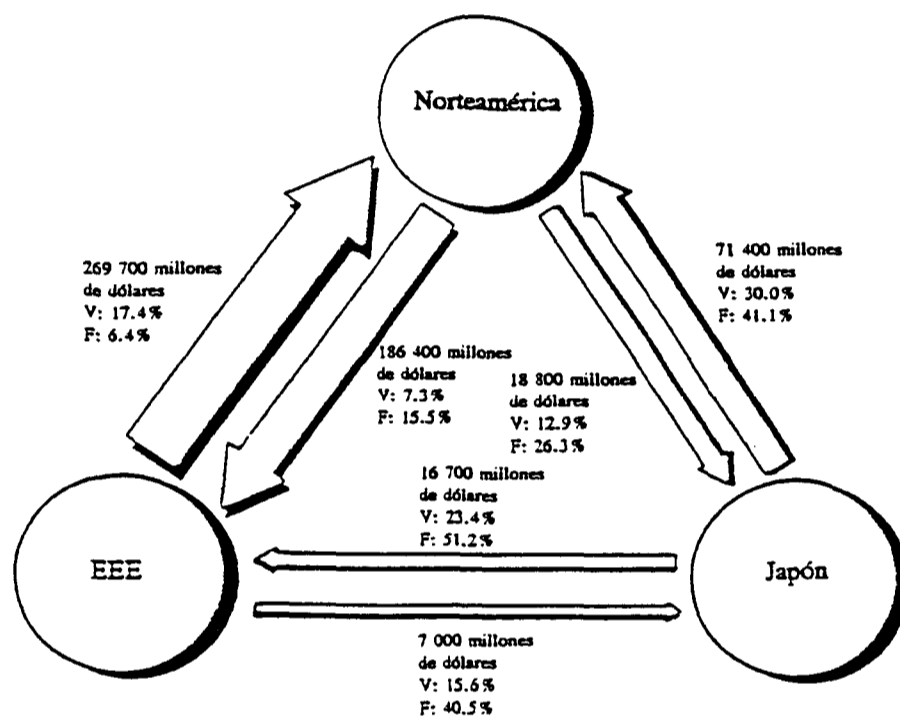 Norteamérica
269 700 millones
de dólares
V: 17.4%
F: 6.4%
71 400 millones
de dólares
V: 30.0%
F: 41.1%
186 400 millones
de dólares
V: 7.3%
F: 15.5%
18 800 millones
de dólares
V: 12.9%
F: 26.3%
16 700 millones
de dólares
V: 23.4%
F: 51.2%
EEE
Japón
7 000 millones
de dólares
V: 15.6%
F: 40.5%